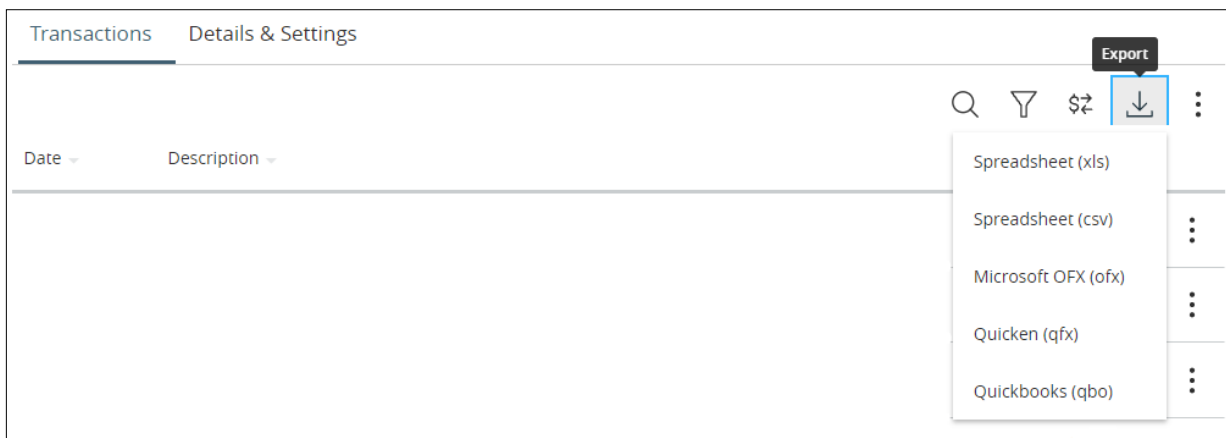 Transactions Details & Settings
Export
Date Description
Spreadsheet (xls)
Spreadsheet (csv)
Microsoft OFX (ofx)
Quicken (qfx)
Quickbooks (qbo)